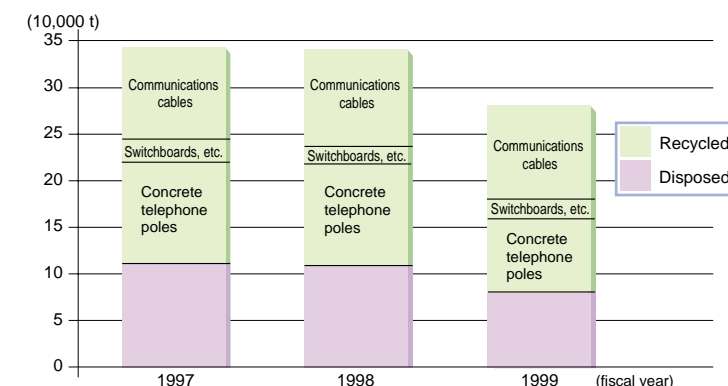 (10,000 t)
35
30
25
20
15
10
5
0
Communications
cables
Switchboards, etc.
Concrete
telephone
poles
Communications
cables
Switchboards, etc.
Concrete
telephone
poles
Communications
cables
Switchboards, etc.
Concrete
telephone
poles
Recycled
Disposed
1997
1998
1999
(fiscal year)